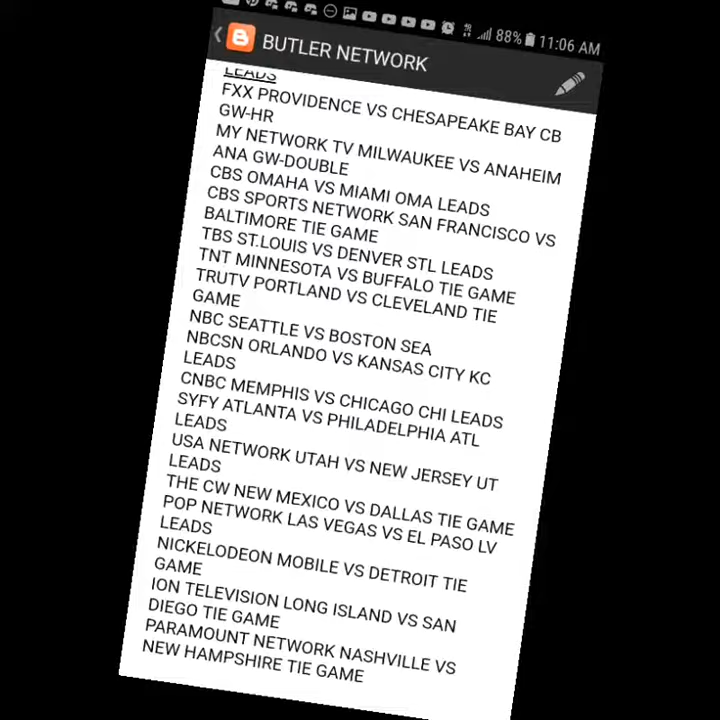 88% 11:06 AM
BUTLER NETWORK
LEADS
FXX PROVIDENCE VS CHESAPEAKE BAY CB
GW-HR
MY NETWORK TV MILWAUKEE VS ANAHEIM
ANA GW-DOUBLE
CBS OMAHA VS MIAMI OMA LEADS
CBS SPORTS NETWORK SAN FRANCISCO VS
BALTIMORE TIE GAME
TBS ST.LOUIS VS DENVER STL LEADS
TNT MINNESOTA VS BUFFALO TIE GAME
TRUTV PORTLAND VS CLEVELAND TIE
GAME
NBC SEATTLE VS BOSTON SEA
NBCSN ORLANDO VS KANSAS CITY KC
LEADS
CNBC MEMPHIS VS CHICAGO CHI LEADS
SYFY ATLANTA VS PHILADELPHIA ATL
LEADS
USA NETWORK UTAH VS NEW JERSEY UT
LEADS
THE CW NEW MEXICO VS DALLAS TIE GAME
POP NETWORK LAS VEGAS VS EL PASO LV
LEADS
NICKELODEON MOBILE VS DETROIT TIE
GAME
ION TELEVISION LONG ISLAND VS SAN
DIEGO TIE GAME
PARAMOUNT NETWORK NASHVILLE VS
NEW HAMPSHIRE TIE GAME